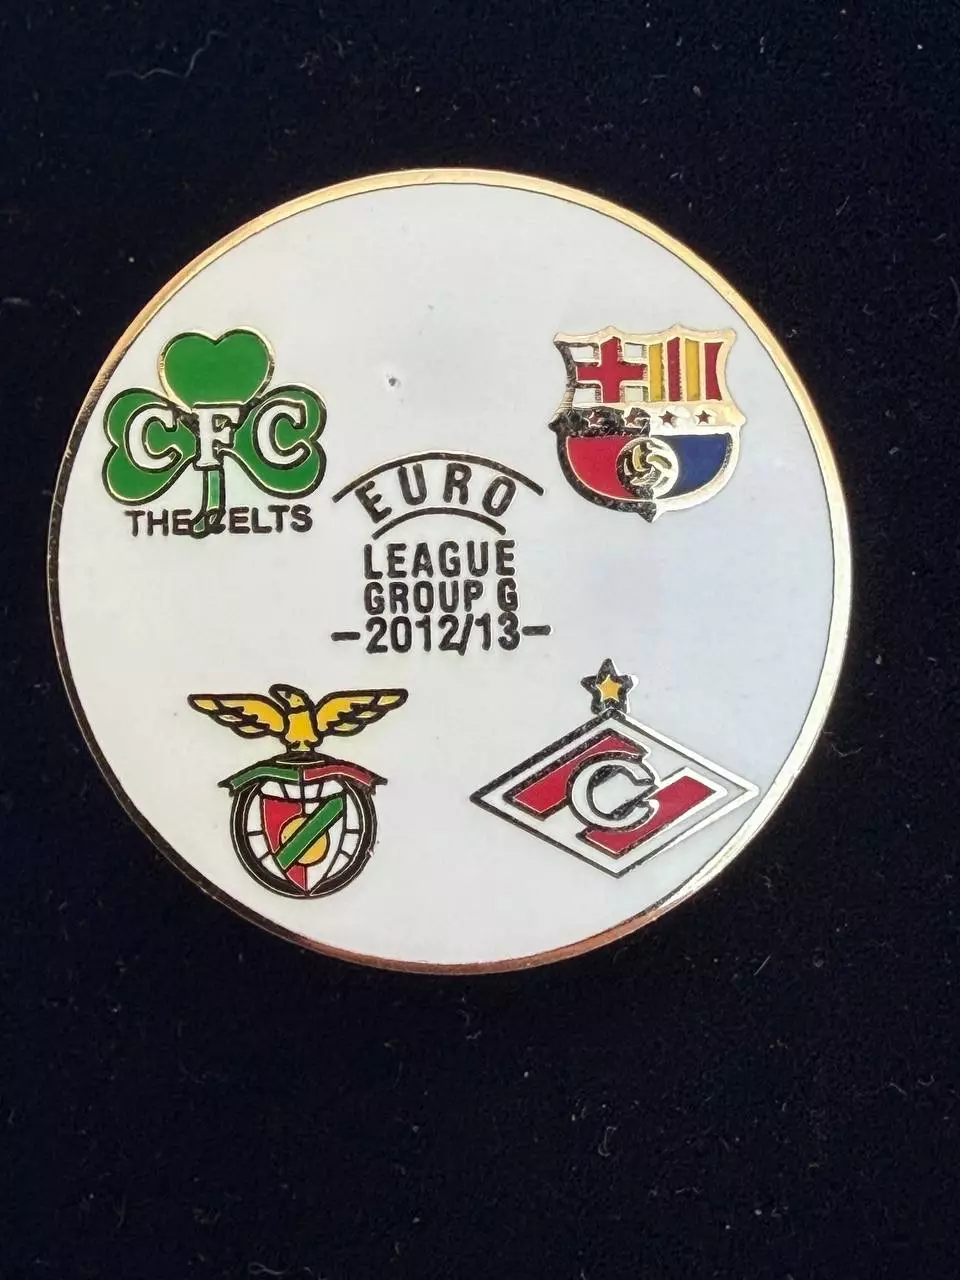 CFC
THE CELTS
EURO
LEAGUE
GROUP G
-2012/13-
C